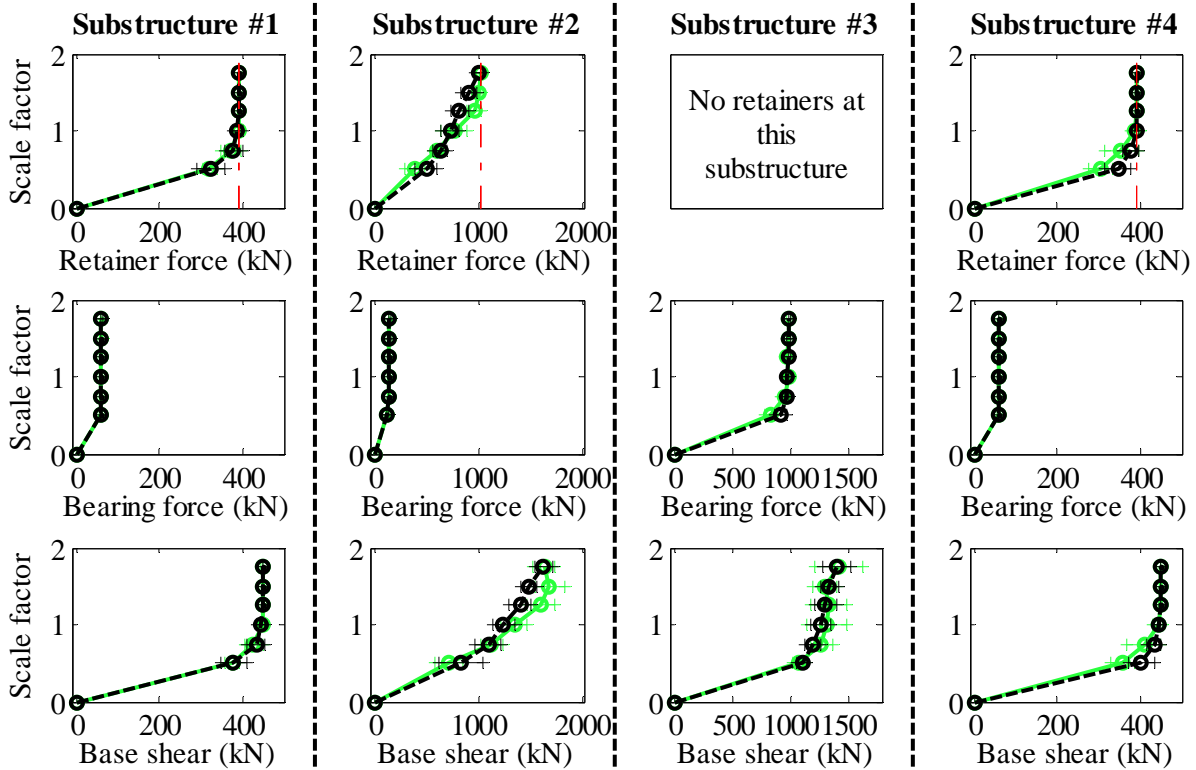 Substructure #1 Substructure #2 Substructure #3 Substructure #4
Scale factor
2
1
0
0 200 400
Retainer force (kN)
2
1
0
0 1000 2000
Retainer force (kN)
No retainers at
this
substructure
2
1
0
0 200 400
Retainer force (kN)
Scale factor
2
1
0
0 200 400
Bearing force (kN)
2
1
0
0 1000 2000
Bearing force (kN)
2
1
0
0 500 1000 1500
Bearing force (kN)
2
1
0
0 200 400
Bearing force (kN)
Scale factor
2
1
0
0 200 400
Base shear (kN)
2
1
0
0 1000 2000
Base shear (kN)
2
1
0
0 500 1000 1500
Base shear (kN)
2
1
0
0 200 400
Base shear (kN)